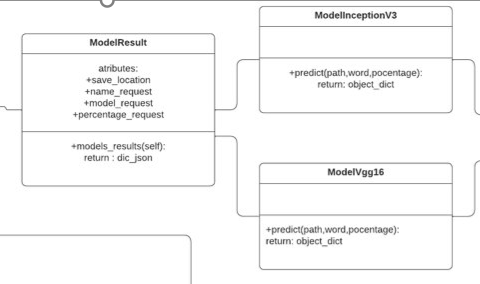 ModelResult
atributes:
+save_location
+name_request
+model_request
+percentage_request
+models_results(self):
return : dic_json
ModelInceptionV3
+predict(path,word,pocentage):
return: object_dict
ModelVgg16
+predict(path,word,pocentage):
return: object_dict